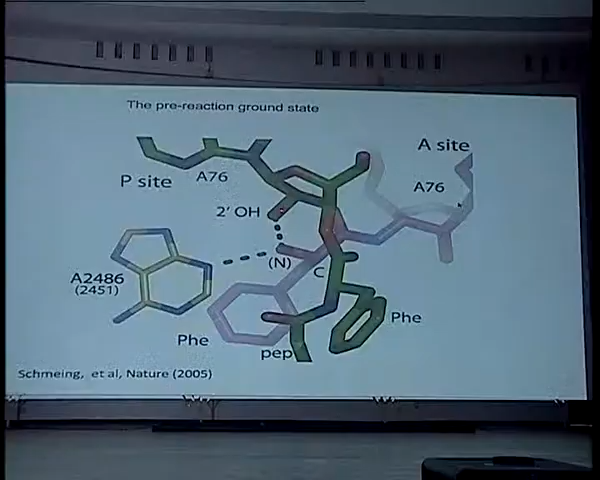 The pre-reaction ground state
A site
P site
A76
A76
2' OH
(N)
C
A2486
(2451)
Phe
Phe
pep
Schmeing, et al, Nature (2005)